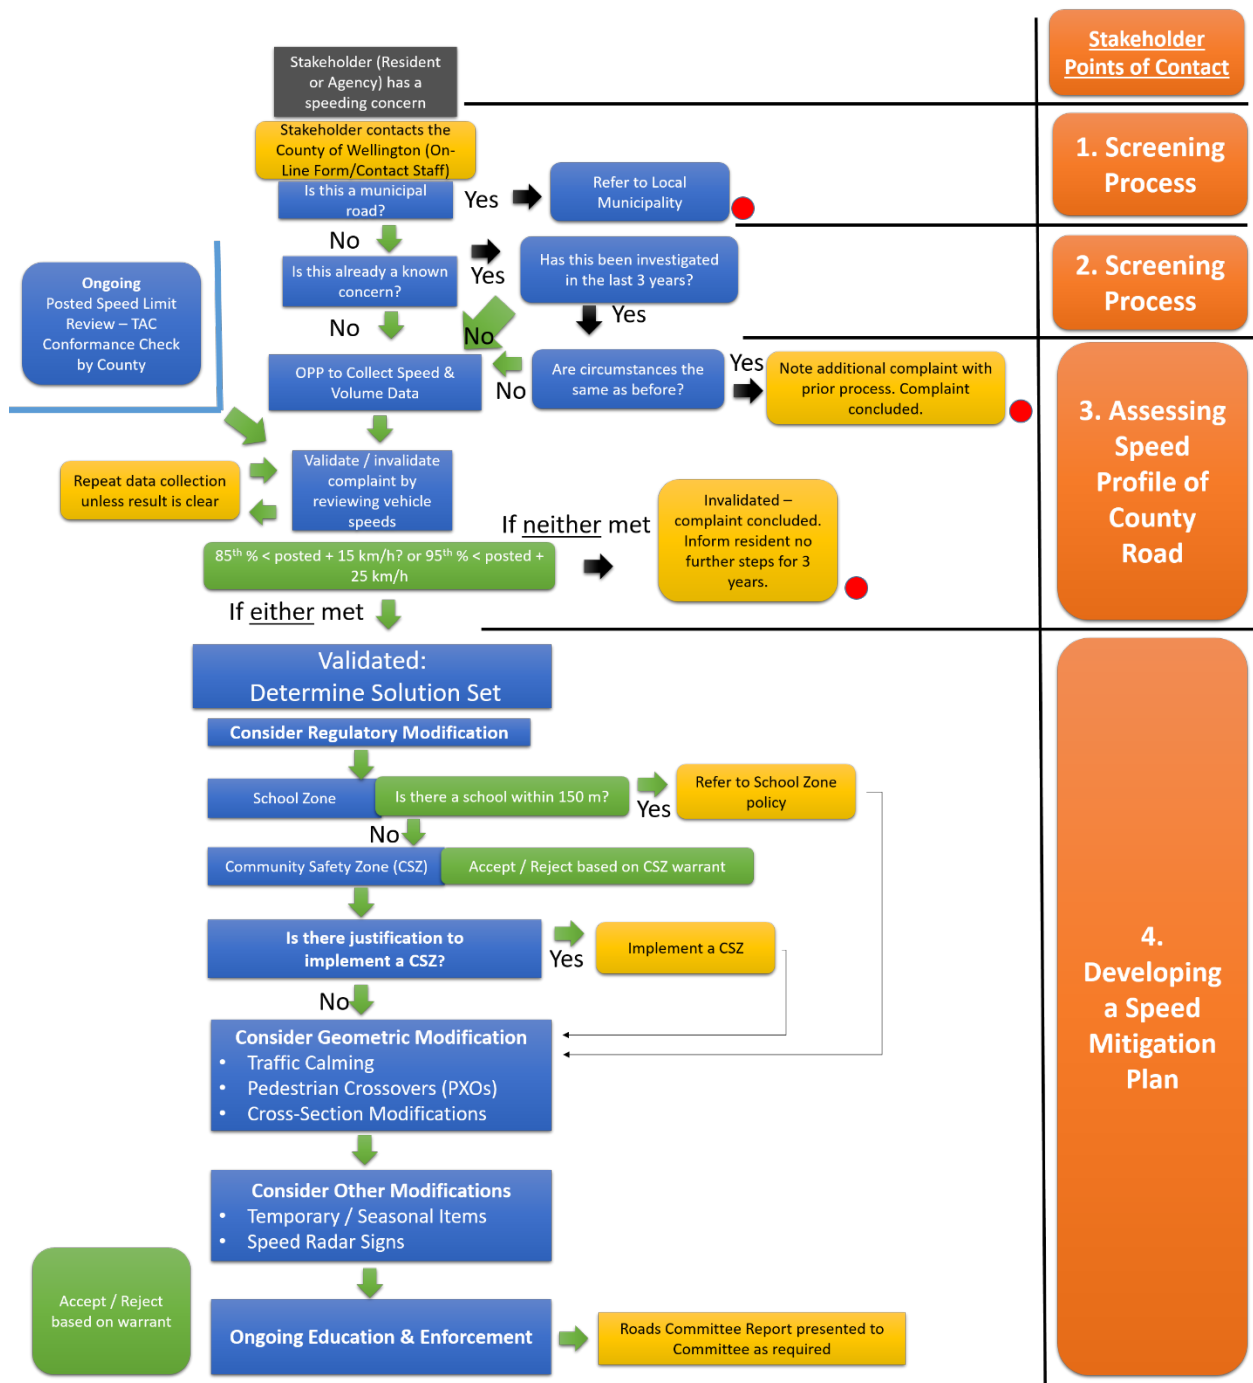 Stakeholder
Points of Contact
Stakeholder (Resident
or Agency) has a
speeding concern
Stakeholder contacts the
County of Wellington (On-
Line Form/Contact Staff)
1. Screening
Process
Is this a municipal
road?
Yes
Refer to Local
Municipality
No
2. Screening
Process
Is this already a known
concern?
Yes
Has this been investigated
in the last 3 years?
Ongoing
Posted Speed Limit
Review – TAC
Conformance Check
by County
No
No
Yes
OPP to Collect Speed &
Volume Data
No
Are circumstances the
same as before?
Yes
Note additional complaint with
prior process. Complaint
concluded.
3. Assessing
Speed
Profile of
County
Road
Repeat data collection
unless result is clear
Validate / invalidate
complaint by
reviewing vehicle
speeds
If neither met
Invalidated –
complaint concluded.
Inform resident no
further steps for 3
years.
85th % < posted + 15 km/h? or 95th % < posted +
25 km/h
If either met
Validated:
Determine Solution Set
Consider Regulatory Modification
School Zone
Is there a school within 150 m?
Yes
Refer to School Zone
policy
No
Community Safety Zone (CSZ)
Accept / Reject based on CSZ warrant
Is there justification to
implement a CSZ?
Yes
Implement a CSZ
No
4.
Developing
a Speed
Mitigation
Plan
Consider Geometric Modification
• Traffic Calming
• Pedestrian Crossovers (PXOs)
• Cross-Section Modifications
Consider Other Modifications
• Temporary / Seasonal Items
• Speed Radar Signs
Accept / Reject
based on warrant
Ongoing Education & Enforcement
Roads Committee Report presented to
Committee as required